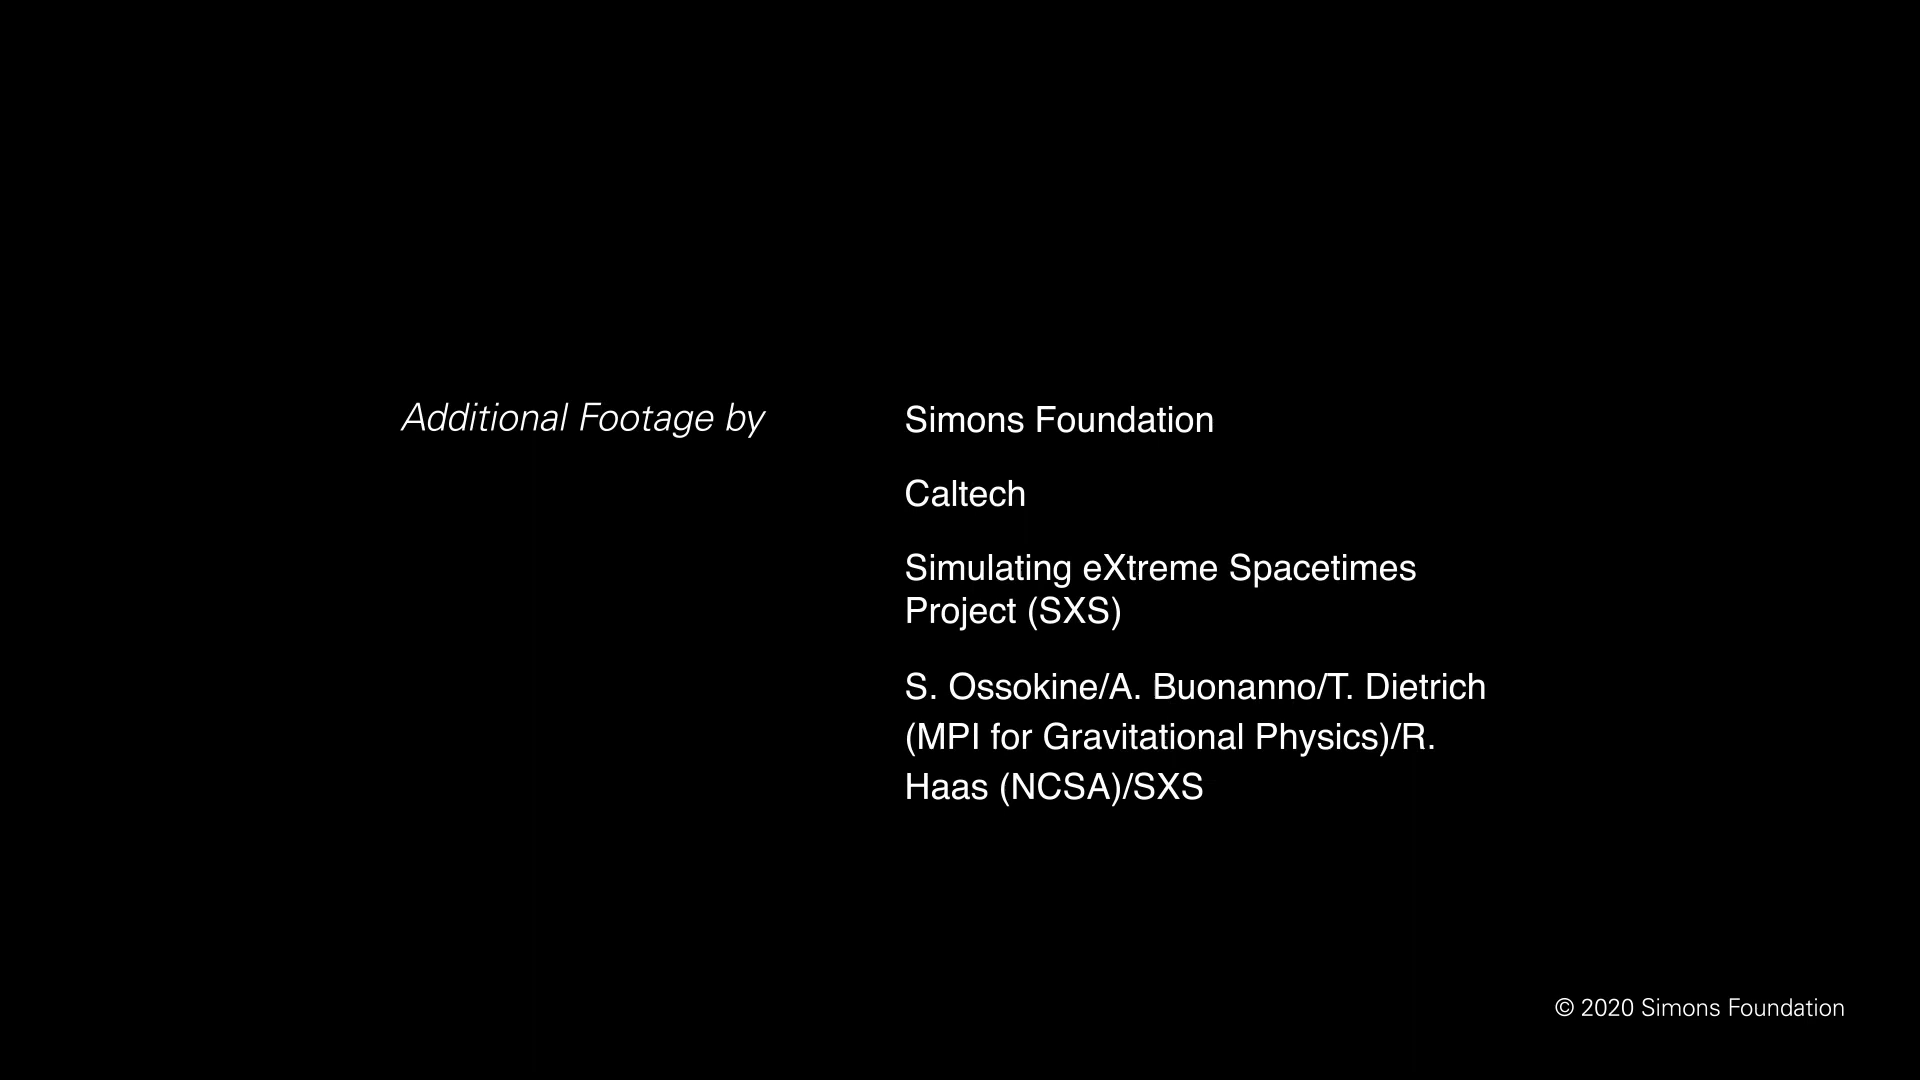 Additional Footage by
Simons Foundation
Caltech
Simulating eXtreme Spacetimes
Project (SXS)
S. Ossokine/A. Buonanno/T. Dietrich
(MPI for Gravitational Physics)/R.
Haas (NCSA)/SXS
© 2020 Simons Foundation